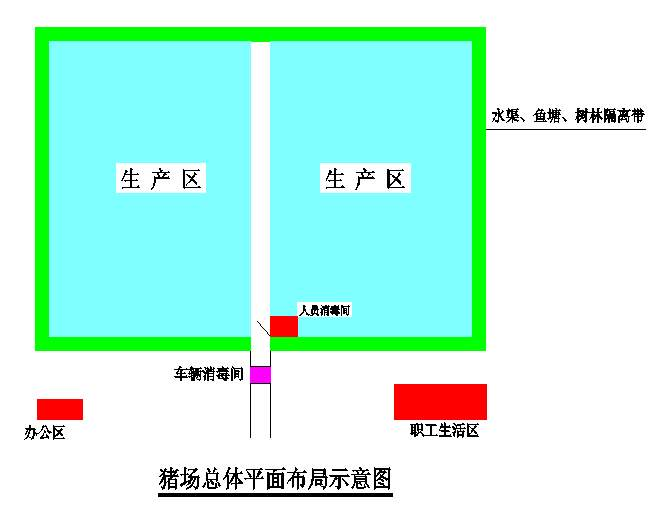 水渠、鱼塘、树林隔离带
生产区
生产区
人员消毒间
车辆消毒间
办公区
职工生活区
猪场总体平面布局示意图